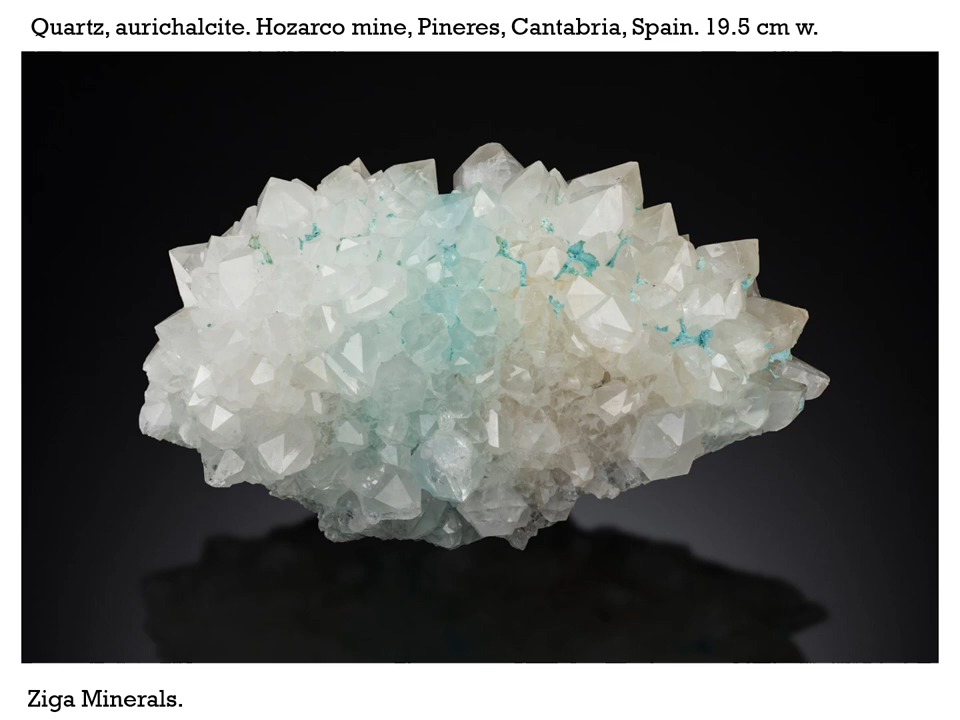 Quartz, aurichalcite. Hozarco mine, Pineres, Cantabria, Spain. 19.5 cm w.
Ziga Minerals.